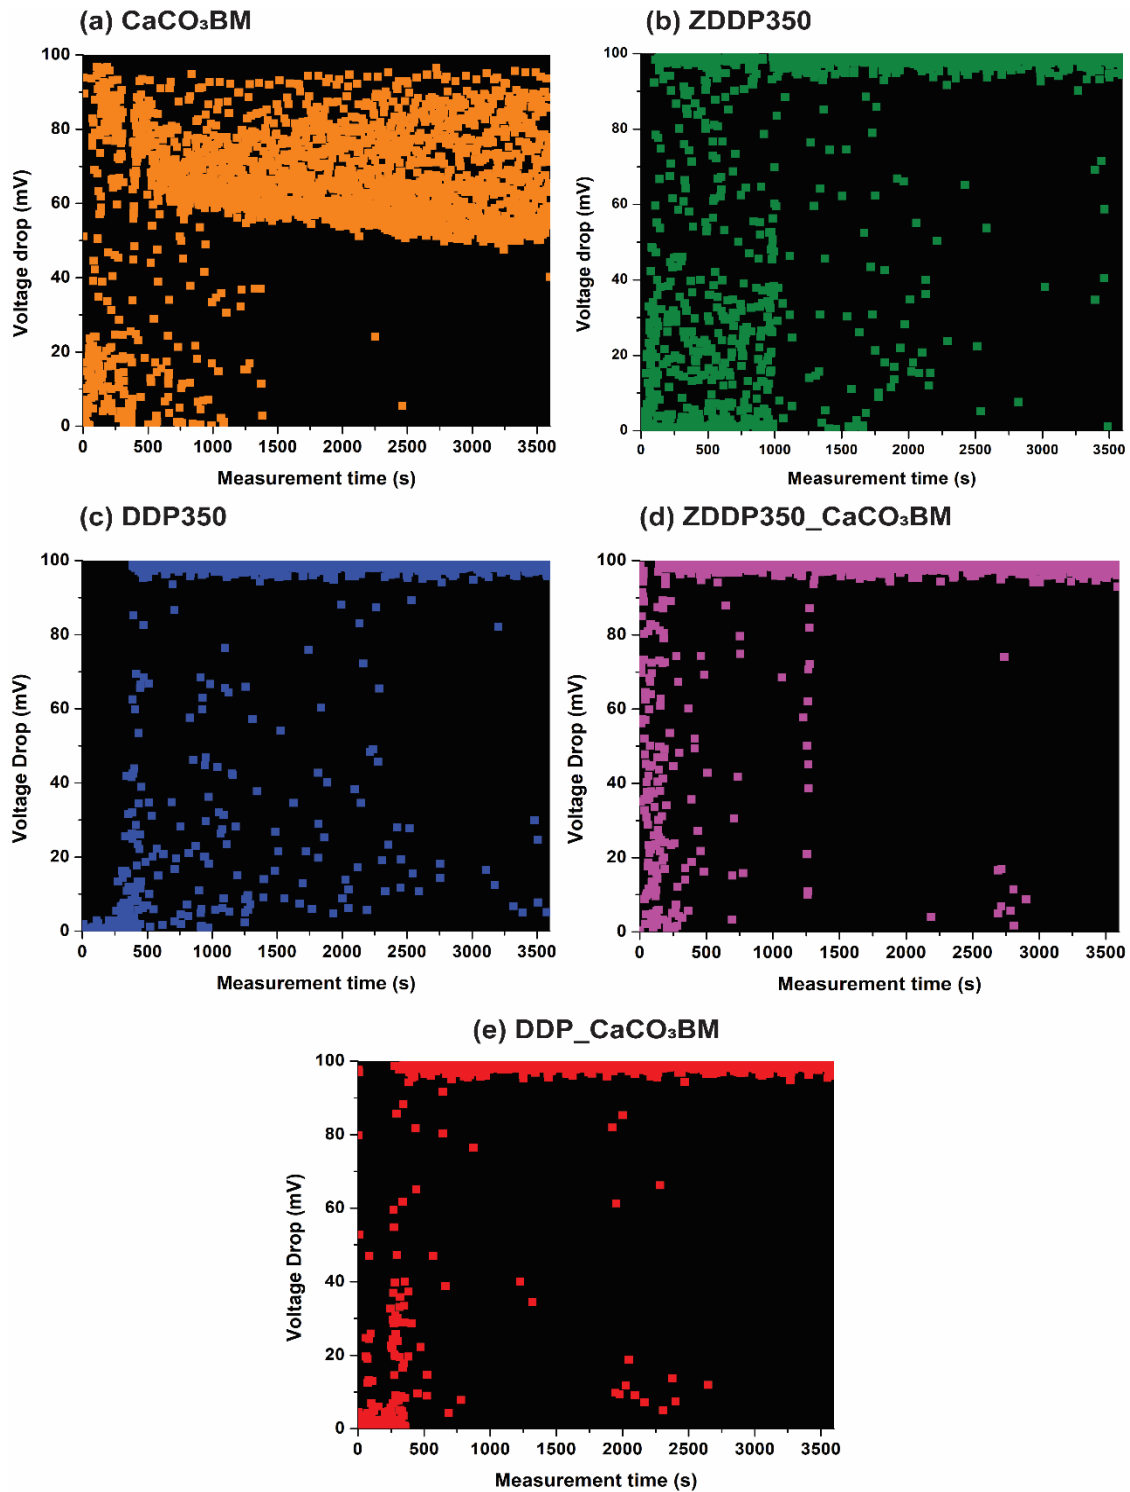 (a) CaCO₃BM
(b) ZDDP350
Voltage drop (mV)
100
80
60
40
20
0
0 500 1000 1500 2000 2500 3000 3500
Measurement time (s)
Voltage drop (mV)
100
80
60
40
20
0
0 500 1000 1500 2000 2500 3000 3500
Measurement time (s)
(c) DDP350
(d) ZDDP350_CaCO₃BM
Voltage Drop (mV)
100
80
60
40
20
0
0 500 1000 1500 2000 2500 3000 3500
Measurement time (s)
Voltage Drop (mV)
100
80
60
40
20
0
0 500 1000 1500 2000 2500 3000 3500
Measurement time (s)
(e) DDP_CaCO₃BM
Voltage Drop (mV)
100
80
60
40
20
0
0 500 1000 1500 2000 2500 3000 3500
Measurement time (s)